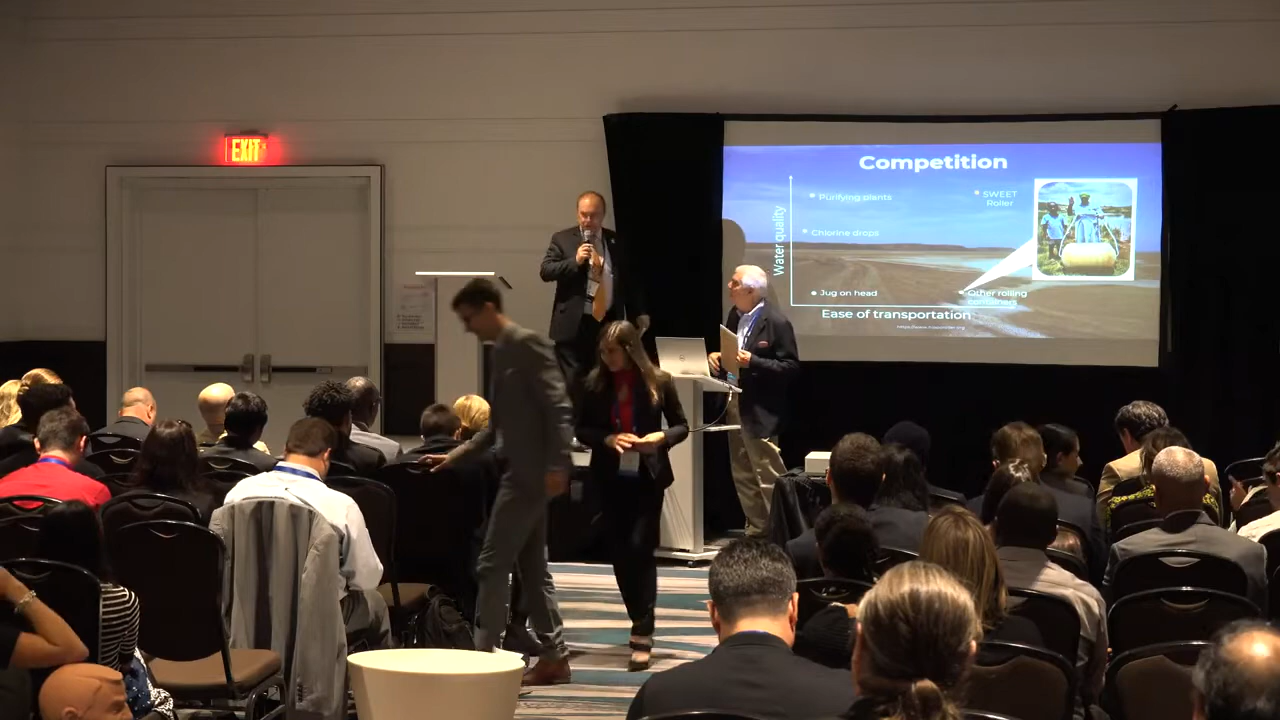 EXIT
Competition
Purifying plants
SWEET
Roller
Chlorine drops
Water quality
Jug on head
Other rolling
containers
Ease of transportation